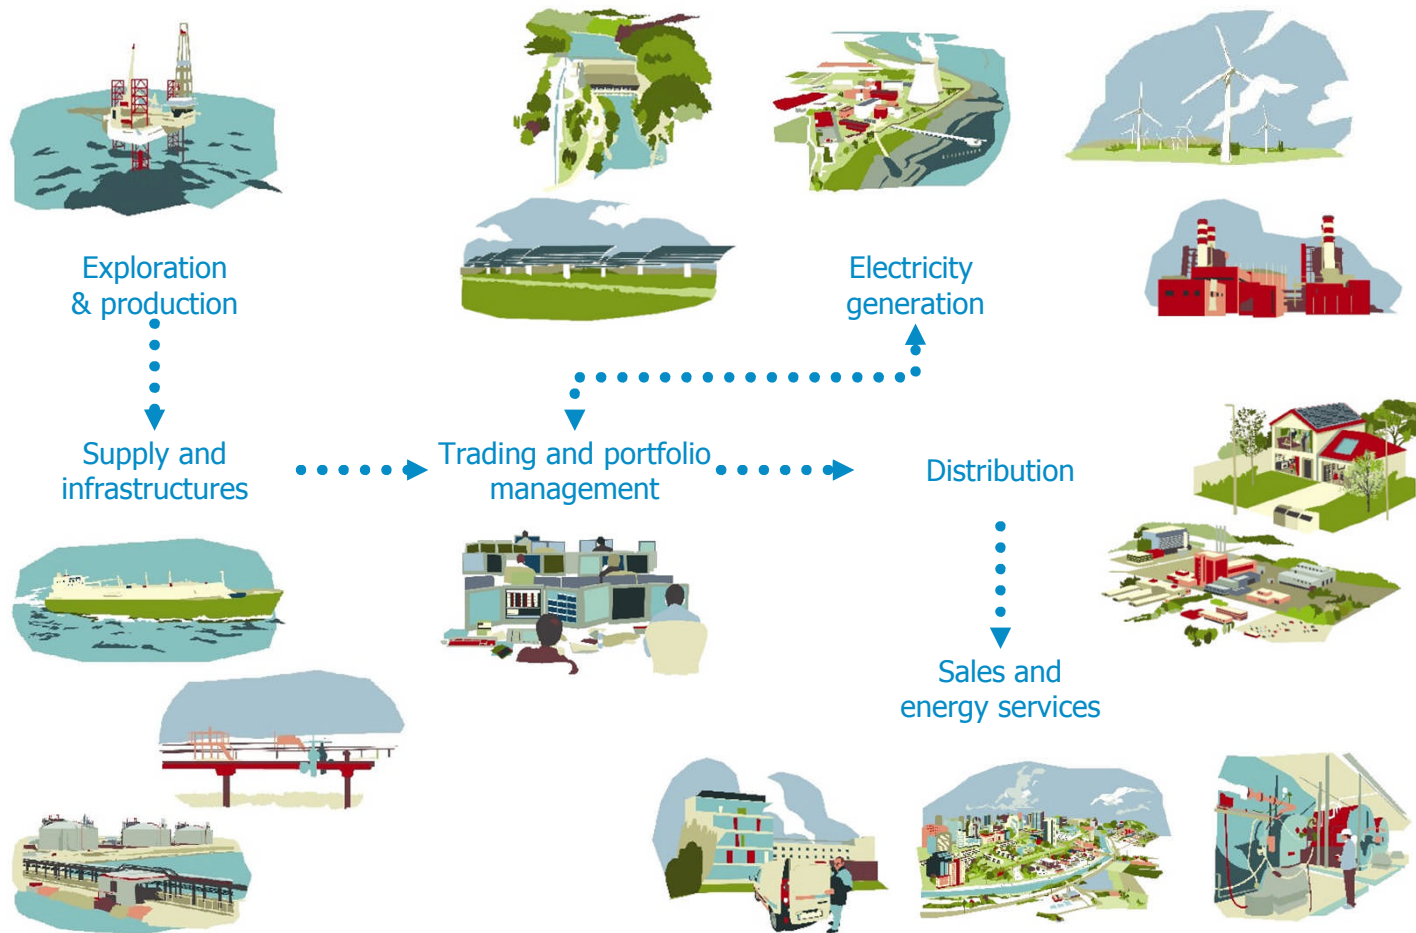 Exploration
& production
Electricity
generation
Supply and
infrastructures
Trading and portfolio
management
Distribution
Sales and
energy services